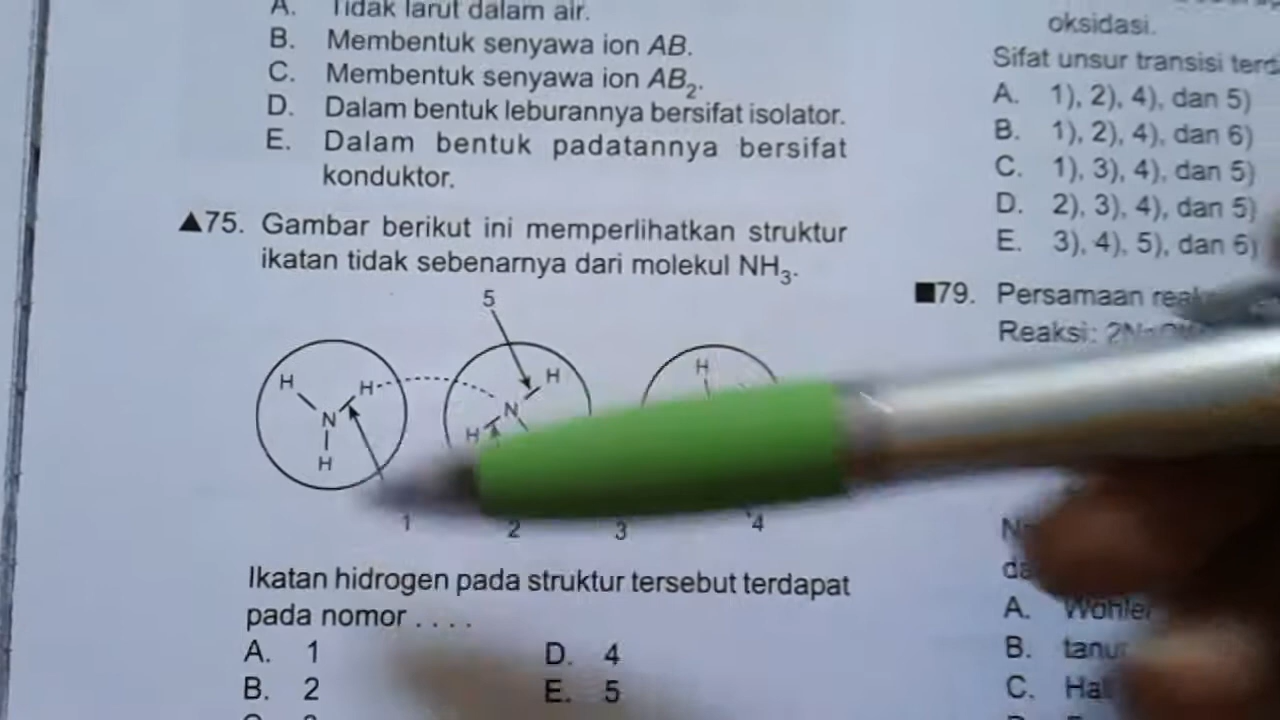 A. Tidak larut dalam air.
B. Membentuk senyawa ion AB.
C. Membentuk senyawa ion AB₂.
D. Dalam bentuk leburannya bersifat isolator.
E. Dalam bentuk padatannya bersifat
konduktor.
▲75. Gambar berikut ini memperlihatkan struktur
ikatan tidak sebenarnya dari molekul NH₃.
5
H H H H
N N
H H
1 2 3 4
Ikatan hidrogen pada struktur tersebut terdapat
pada nomor . . . .
A. 1 D. 4
B. 2 E. 5
oksidasi.
Sifat unsur transisi
A. 1), 2), 4), dan 5)
B. 1), 2), 4), dan 6)
C. 1), 3), 4), dan 5)
D. 2), 3), 4), dan 5)
E. 3), 4), 5), dan 6)
■79. Persamaan
Reaksi:
A. Wohler
B.
C.